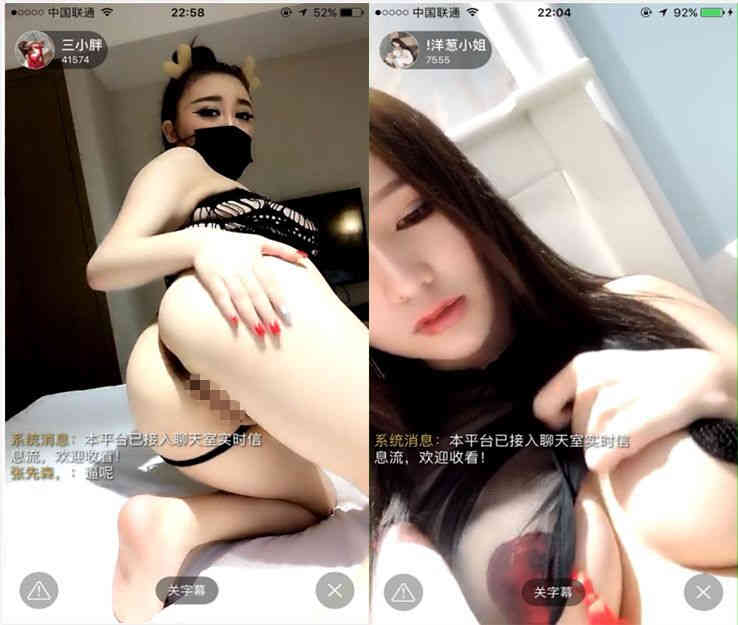 中国联通
22:58
52%
三小胖
41574
系统消息：本平台已接入聊天室实时信
息流，欢迎收看！
张先森，：逼呢
关字幕
中国联通
22:04
92%
!洋葱小姐
7555
系统消息：本平台已接入聊天室实时信
息流，欢迎收看！
关字幕